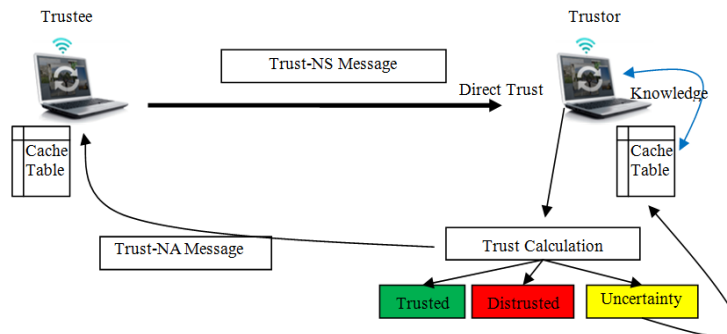 Trustee
Trustor
Trust-NS Message
Direct Trust
Knowledge
Cache
Table
Cache
Table
Trust-NA Message
Trust Calculation
Trusted
Distrusted
Uncertainty